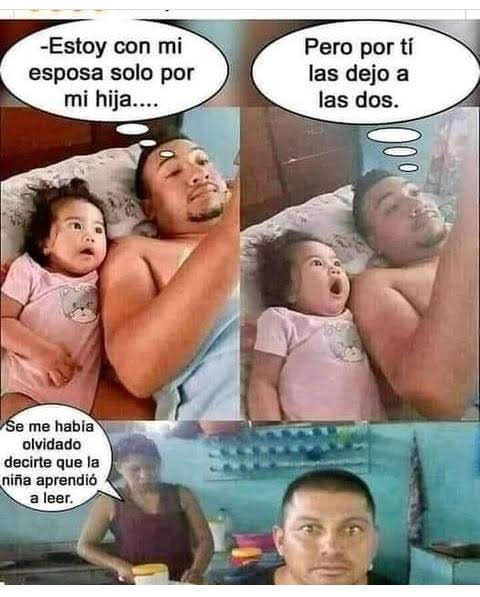 -Estoy con mi
esposa solo por
mi hija....
Pero por tí
las dejo a
las dos.
Se me había
olvidado
decirte que la
niña aprendió
a leer.